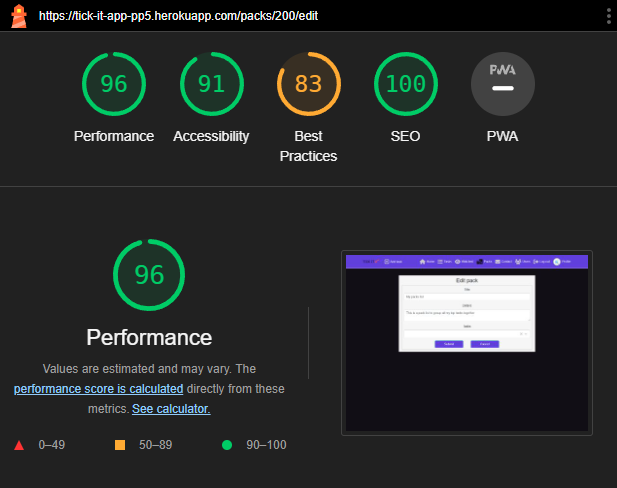 https://tick-it-app-pp5.herokuapp.com/packs/200/edit
96
91
83
100
PWA
Performance
Accessibility
Best
Practices
SEO
PWA
96
Performance
Values are estimated and may vary. The
performance score is calculated directly from these
metrics. See calculator.
0–49
50–89
90–100
Edit pack
Title
Submit
Cancel